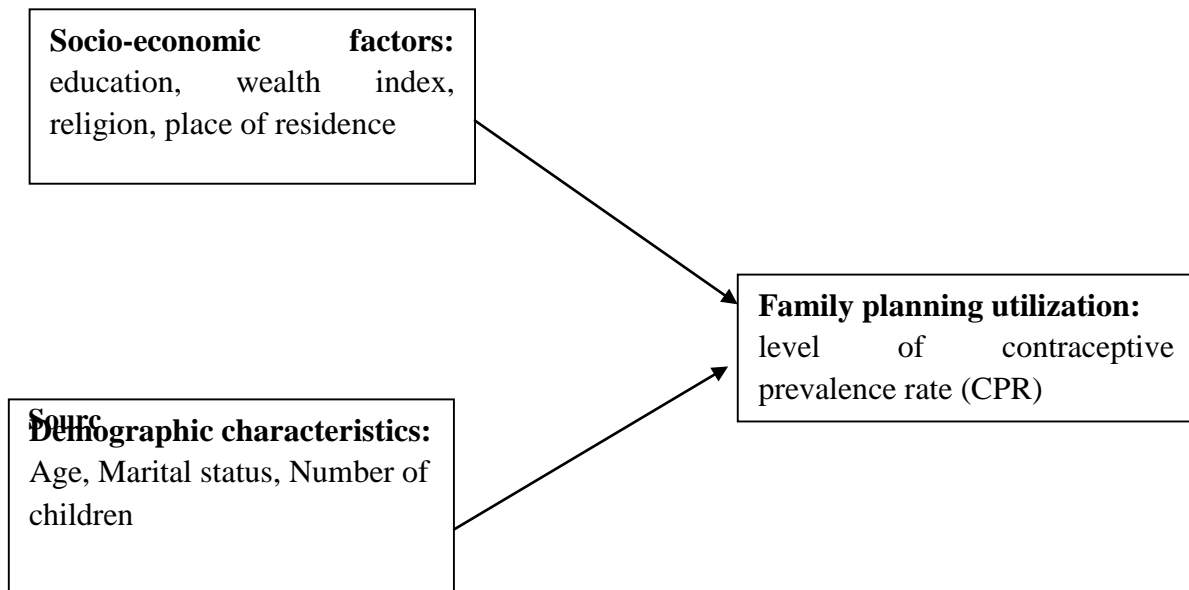 Socio-economic factors:
education, wealth index,
religion, place of residence
Family planning utilization:
level of contraceptive
prevalence rate (CPR)
Sourc
Demographic characteristics:
Age, Marital status, Number of
children